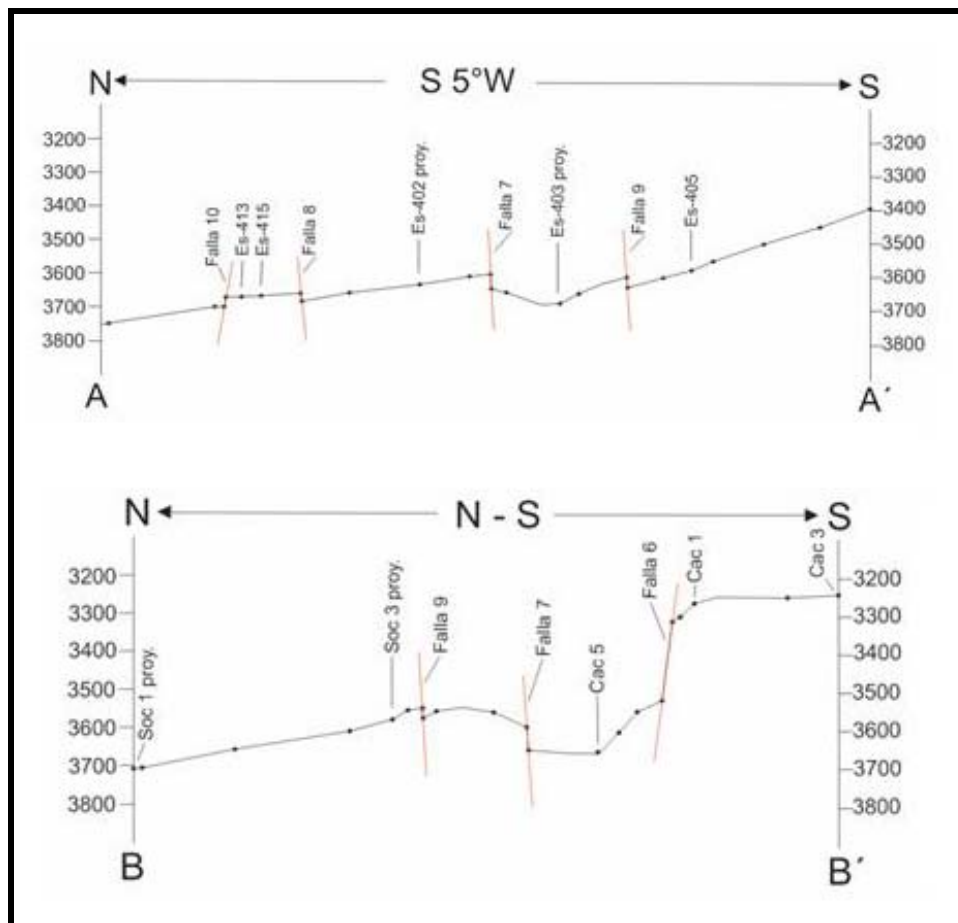 N S 5°W S
3200 3200
3300 3300
3400 3400
3500 3500
3600 3600
3700 3700
3800 3800
Falla 10
Es-413
Es-415
Falla 8
Es-402 proy.
Falla 7
Es-403 proy.
Falla 9
Es-405
A A´
N N - S S
3200 3200
3300 3300
3400 3400
3500 3500
3600 3600
3700 3700
3800 3800
Soc 1 proy.
Soc 3 proy.
Falla 9
Falla 7
Cac 5
Falla 6
Cac 1
Cac 3
B B´